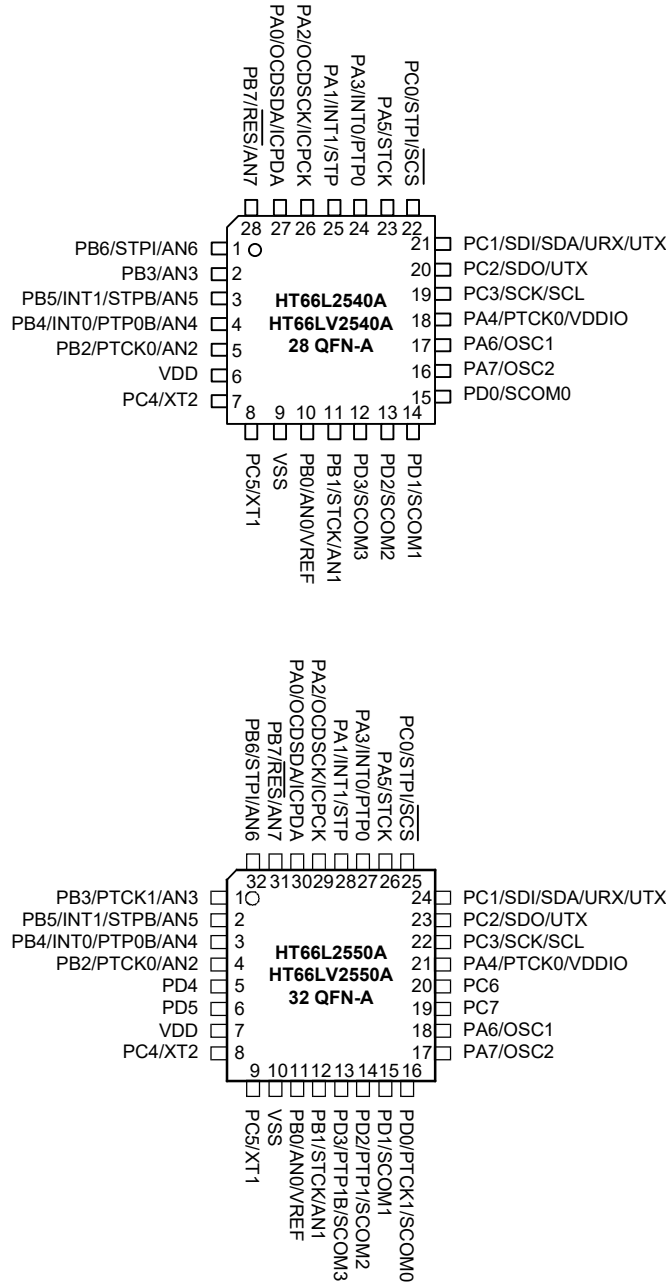 PB7/RES/AN7
PA0/OCDSDA/ICPDA
PA2/OCDSCK/ICPCK
PA1/INT1/STP
PA3/INT0/PTP0
PA5/STCK
PC0/STPI/SCS
28 27 26 25 24 23 22
PB6/STPI/AN6 1
PB3/AN3 2
PB5/INT1/STPB/AN5 3
PB4/INT0/PTP0B/AN4 4
PB2/PTCK0/AN2 5
VDD 6
PC4/XT2 7
HT66L2540A
HT66LV2540A
28 QFN-A
21 PC1/SDI/SDA/URX/UTX
20 PC2/SDO/UTX
19 PC3/SCK/SCL
18 PA4/PTCK0/VDDIO
17 PA6/OSC1
16 PA7/OSC2
15 PD0/SCOM0
8 9 10 11 12 13 14
PC5/XT1
VSS
PB0/AN0/VREF
PB1/STCK/AN1
PD3/SCOM3
PD2/SCOM2
PD1/SCOM1
PB6/STPI/AN6
PB7/RES/AN7
PA0/OCDSDA/ICPDA
PA2/OCDSCK/ICPCK
PA1/INT1/STP
PA3/INT0/PTP0
PA5/STCK
PC0/STPI/SCS
32 31 30 29 28 27 26 25
PB3/PTCK1/AN3 1
PB5/INT1/STPB/AN5 2
PB4/INT0/PTP0B/AN4 3
PB2/PTCK0/AN2 4
PD4 5
PD5 6
VDD 7
PC4/XT2 8
HT66L2550A
HT66LV2550A
32 QFN-A
24 PC1/SDI/SDA/URX/UTX
23 PC2/SDO/UTX
22 PC3/SCK/SCL
21 PA4/PTCK0/VDDIO
20 PC6
19 PC7
18 PA6/OSC1
17 PA7/OSC2
9 10 11 12 13 14 15 16
PC5/XT1
VSS
PB0/AN0/VREF
PB1/STCK/AN1
PD3/PTP1B/SCOM3
PD2/PTP1/SCOM2
PD1/SCOM1
PD0/PTCK1/SCOM0